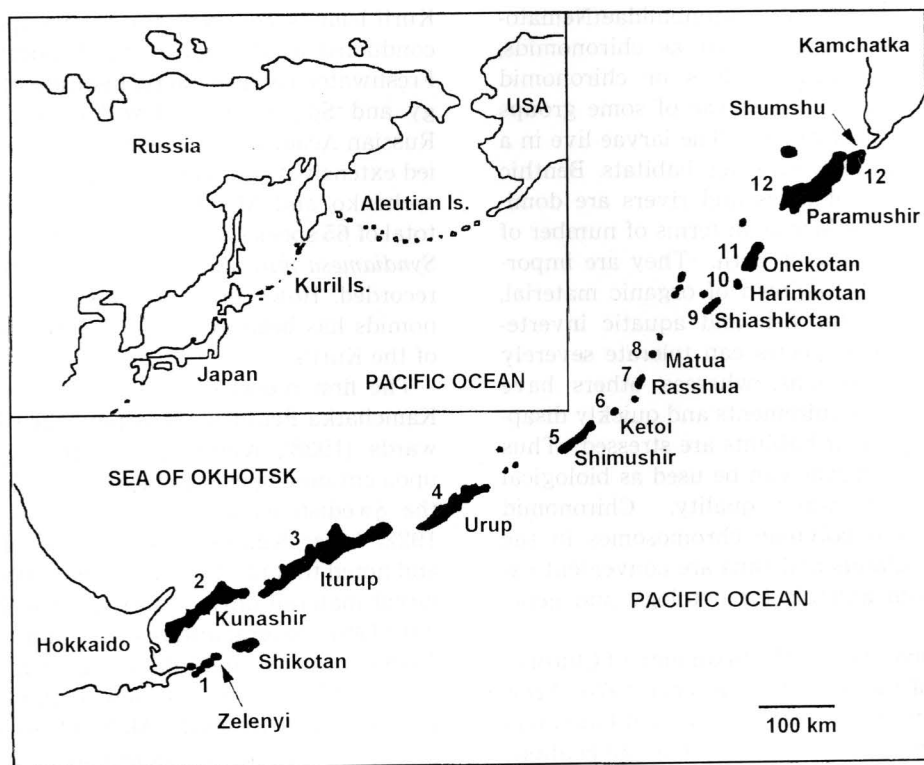 Russia
USA
Aleutian Is.
Kuril Is.
Japan
PACIFIC OCEAN
Kamchatka
Shumshu
12
12
Paramushir
11
Onekotan
10
Harimkotan
9
Shiashkotan
8
Matua
7
Rasshua
6
Ketoi
5
Simushir
SEA OF OKHOTSK
4
Urup
3
Iturup
2
Kunashir
Hokkaido
Shikotan
1
Zelenyi
PACIFIC OCEAN
100 km